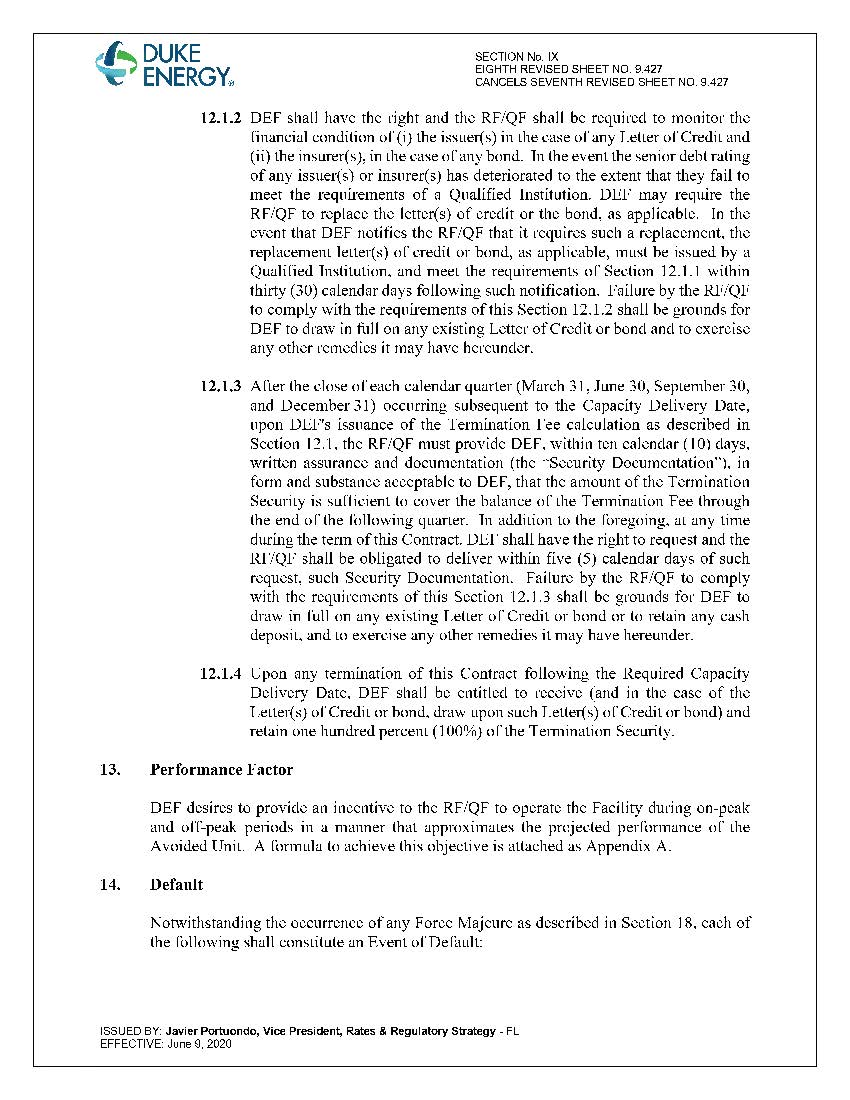 DUKE
ENERGY®
SECTION No. IX
EIGHTH REVISED SHEET NO. 9.427
CANCELS SEVENTH REVISED SHEET NO. 9.427
12.1.2 DEF shall have the right and the RF/QF shall be required to monitor the
financial condition of (i) the issuer(s) in the case of any Letter of Credit and
(ii) the insurer(s), in the case of any bond. In the event the senior debt rating
of any issuer(s) or insurer(s) has deteriorated to the extent that they fail to
meet the requirements of a Qualified Institution, DEF may require the
RF/QF to replace the letter(s) of credit or the bond, as applicable. In the
event that DEF notifies the RF/QF that it requires such a replacement, the
replacement letter(s) of credit or bond, as applicable, must be issued by a
Qualified Institution, and meet the requirements of Section 12.1.1 within
thirty (30) calendar days following such notification. Failure by the RF/QF
to comply with the requirements of this Section 12.1.2 shall be grounds for
DEF to draw in full on any existing Letter of Credit or bond and to exercise
any other remedies it may have hereunder.
12.1.3 After the close of each calendar quarter (March 31, June 30, September 30,
and December 31) occurring subsequent to the Capacity Delivery Date,
upon DEF's issuance of the Termination Fee calculation as described in
Section 12.1, the RF/QF must provide DEF, within ten calendar (10) days,
written assurance and documentation (the "Security Documentation"), in
form and substance acceptable to DEF, that the amount of the Termination
Security is sufficient to cover the balance of the Termination Fee through
the end of the following quarter. In addition to the foregoing, at any time
during the term of this Contract, DEF shall have the right to request and the
RF/QF shall be obligated to deliver within five (5) calendar days of such
request, such Security Documentation. Failure by the RF/QF to comply
with the requirements of this Section 12.1.3 shall be grounds for DEF to
draw in full on any existing Letter of Credit or bond or to retain any cash
deposit, and to exercise any other remedies it may have hereunder.
12.1.4 Upon any termination of this Contract following the Required Capacity
Delivery Date, DEF shall be entitled to receive (and in the case of the
Letter(s) of Credit or bond, draw upon such Letter(s) of Credit or bond) and
retain one hundred percent (100%) of the Termination Security.
13. Performance Factor
DEF desires to provide an incentive to the RF/QF to operate the Facility during on-peak
and off-peak periods in a manner that approximates the projected performance of the
Avoided Unit. A formula to achieve this objective is attached as Appendix A.
14. Default
Notwithstanding the occurrence of any Force Majeure as described in Section 18, each of
the following shall constitute an Event of Default:
ISSUED BY: Javier Portuondo, Vice President, Rates & Regulatory Strategy - FL
EFFECTIVE: June 9, 2020